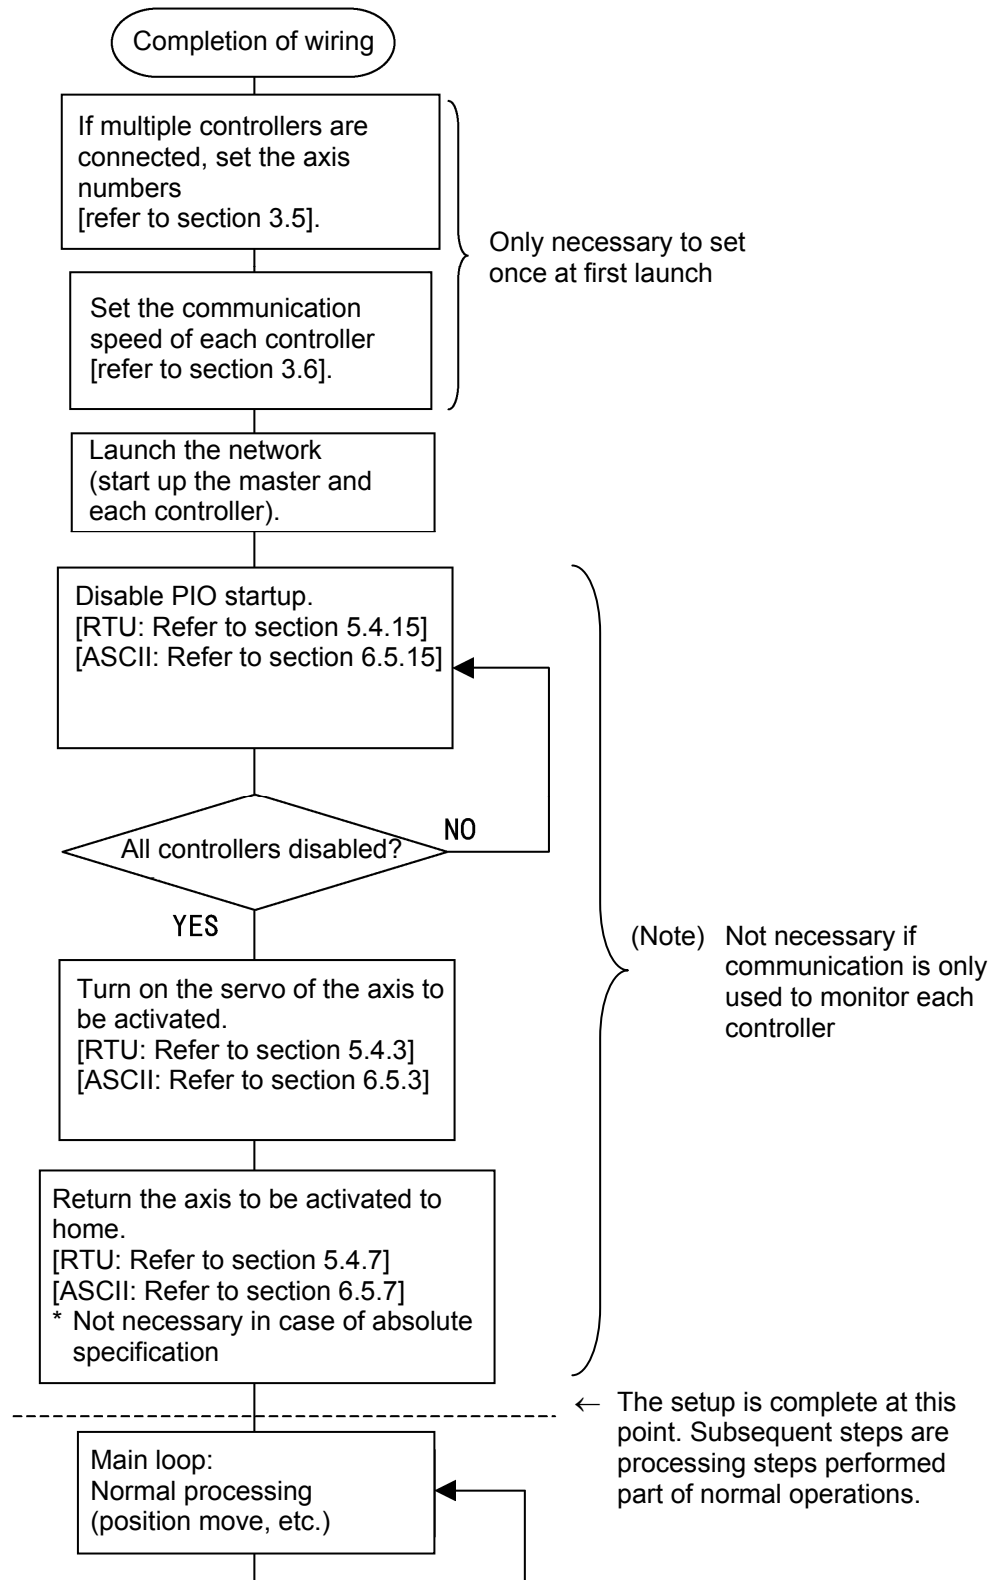 Completion of wiring
If multiple controllers are
connected, set the axis
numbers
[refer to section 3.5].
Set the communication
speed of each controller
[refer to section 3.6].
Only necessary to set
once at first launch
Launch the network
(start up the master and
each controller).
Disable PIO startup.
[RTU: Refer to section 5.4.15]
[ASCII: Refer to section 6.5.15]
All controllers disabled?
NO
YES
Turn on the servo of the axis to
be activated.
[RTU: Refer to section 5.4.3]
[ASCII: Refer to section 6.5.3]
(Note) Not necessary if
communication is only
used to monitor each
controller
Return the axis to be activated to
home.
[RTU: Refer to section 5.4.7]
[ASCII: Refer to section 6.5.7]
* Not necessary in case of absolute
specification
← The setup is complete at this
point. Subsequent steps are
processing steps performed
part of normal operations.
Main loop:
Normal processing
(position move, etc.)